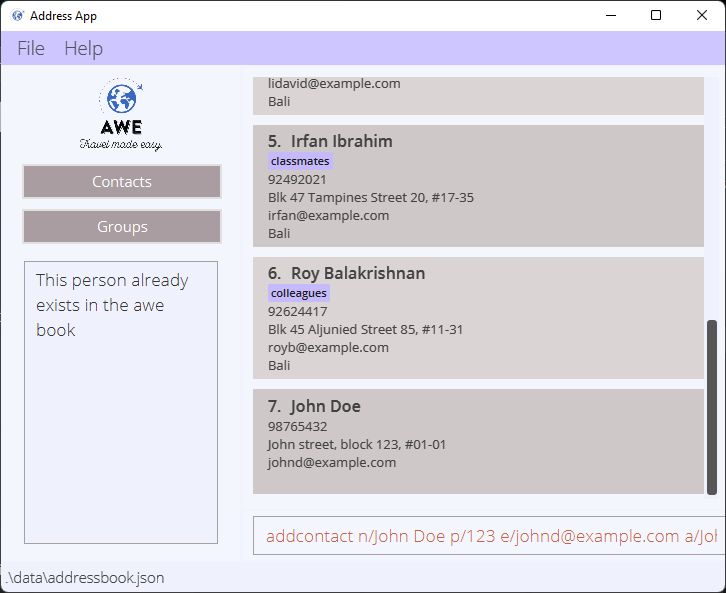 Address App
File Help
AWE
Travel made easy.
Contacts
Groups
This person already
exists in the awe
book
lidavid@example.com
Bali
5. Irfan Ibrahim
classmates
92492021
Blk 47 Tampines Street 20, #17-35
irfan@example.com
Bali
6. Roy Balakrishnan
colleagues
92624417
Blk 45 Aljunied Street 85, #11-31
royb@example.com
Bali
7. John Doe
98765432
John street, block 123, #01-01
johnd@example.com
addcontact n/John Doe p/123 e/johnd@example.com a/Joh
.\data\addressbook.json